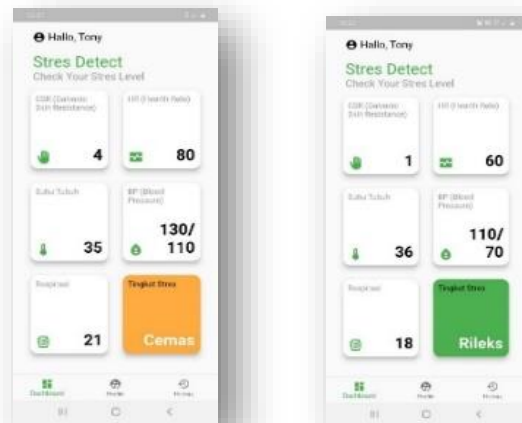 Hallo, Tony
Stres Detect
Check Your Stres Level
GSR (Galvanic
Skin Resistance)
4
HR (Hearth Rate)
80
Suhu Tubuh
35
BP (Blood
Pressure)
130/
110
Respirasi
21
Tingkat Stres
Cemas
Dashboard
Profile
Hallo, Tony
Stres Detect
Check Your Stres Level
GSR (Galvanic
Skin Resistance)
1
HR (Hearth Rate)
60
Suhu Tubuh
36
BP (Blood
Pressure)
110/
70
Respirasi
18
Tingkat Stres
Rileks
Dashboard
Profile